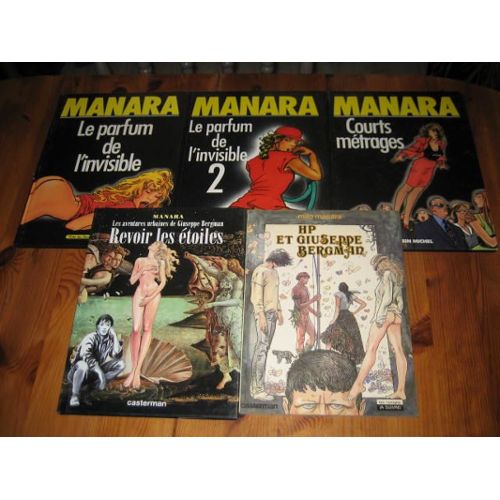 MANARA
Le parfum
de
l'invisible
MANARA
Le parfum
de l'invisible
2
MANARA
Courts
métrages
ALBIN MICHEL
MANARA
Les aventures urbaines de Giuseppe Bergman
Revoir les étoiles
casterman
milo manara
HP
ET GIUSEPPE
BERGMAN
casterman
(A SUIVRE)